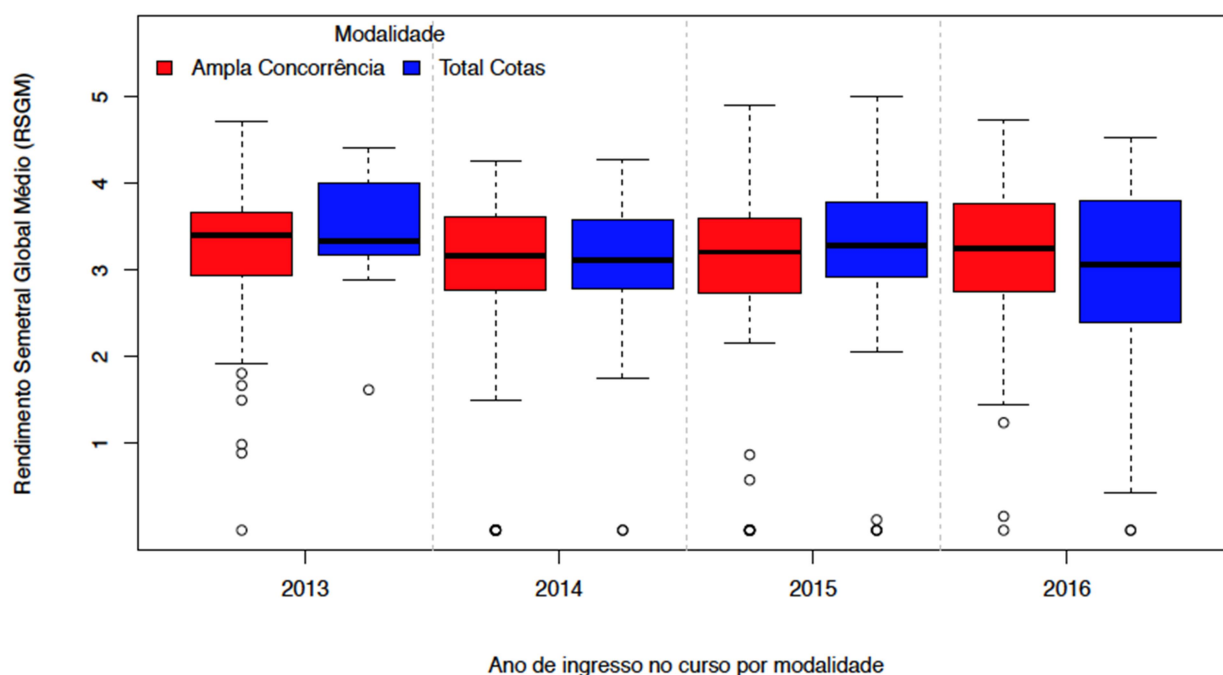 Modalidade
Ampla Concorrência
Total Cotas
Rendimento Semetral Global Médio (RSGM)
5
4
3
2
1
2013
2014
2015
2016
Ano de ingresso no curso por modalidade